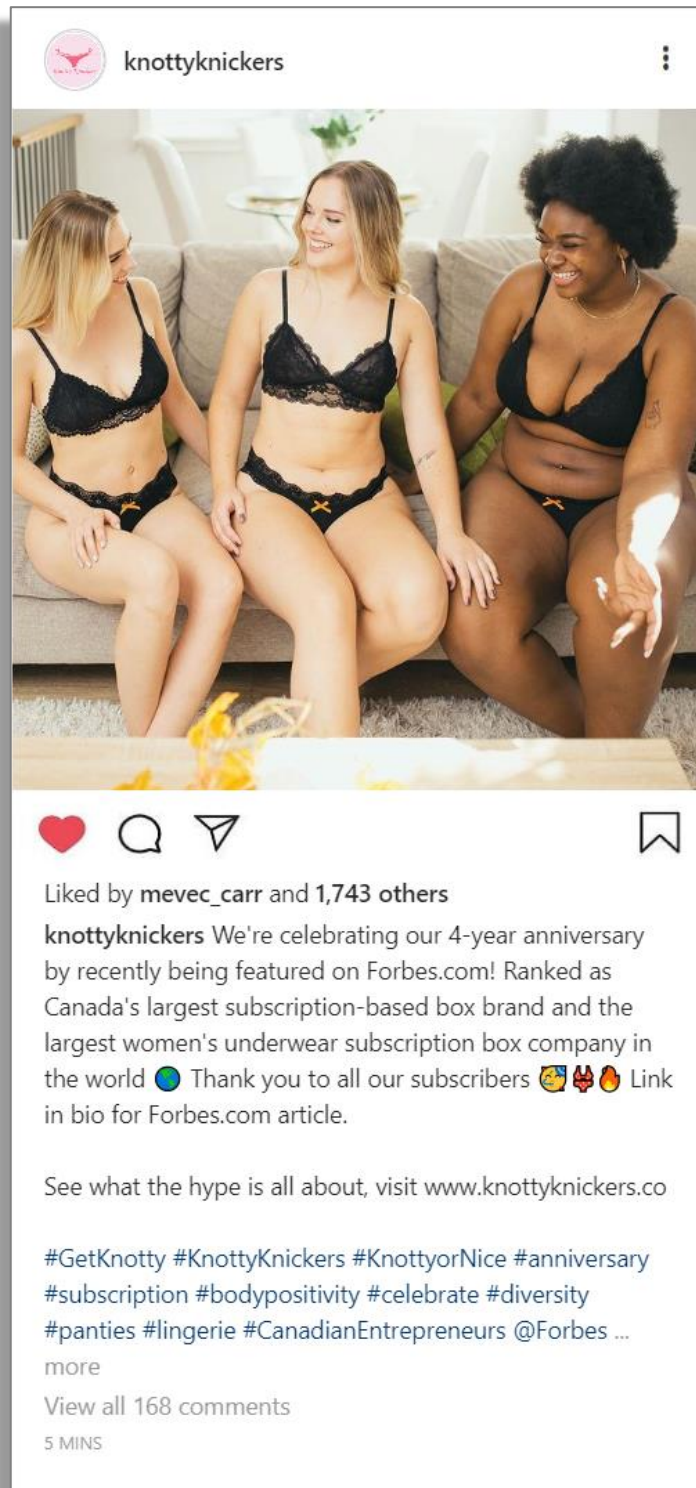 knottyknickers
Liked by mevec_carr and 1,743 others
knottyknickers We're celebrating our 4-year anniversary
by recently being featured on Forbes.com! Ranked as
Canada's largest subscription-based box brand and the
largest women's underwear subscription box company in
the world 🌎 Thank you to all our subscribers 🥳👙🔥 Link
in bio for Forbes.com article.
See what the hype is all about, visit www.knottyknickers.co
#GetKnotty #KnottyKnickers #KnottyorNice #anniversary
#subscription #bodypositivity #celebrate #diversity
#panties #lingerie #CanadianEntrepreneurs @Forbes ...
more
View all 168 comments
5 MINS